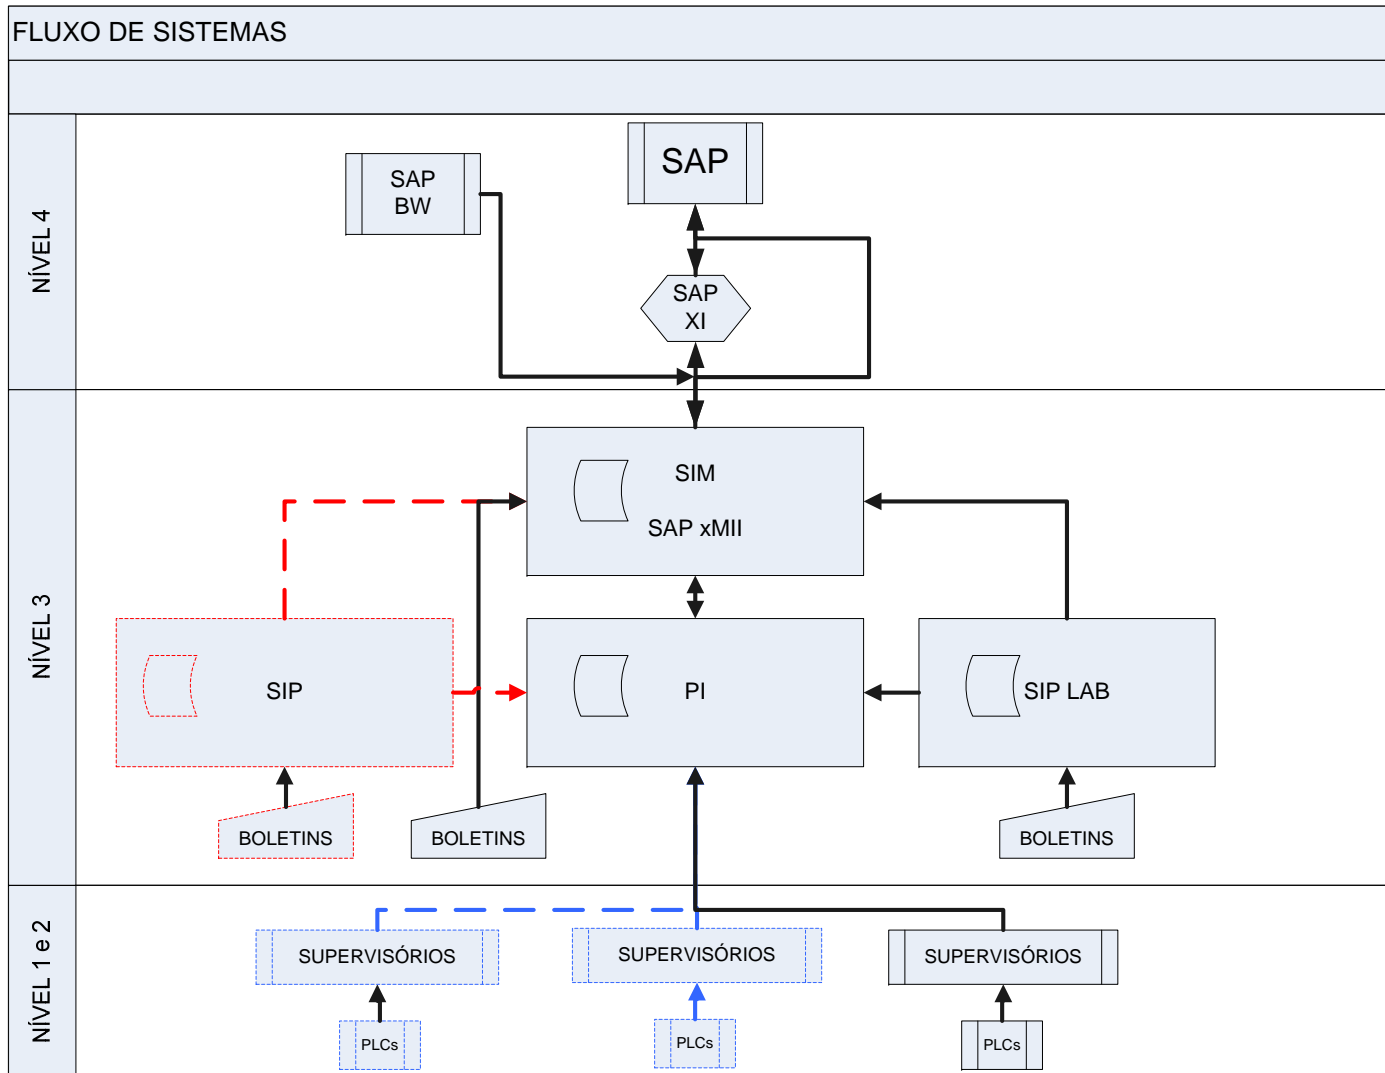 FLUXO DE SISTEMAS
NÍVEL 4
SAP
BW
SAP
SAP
XI
NÍVEL 3
SIM
SAP xMII
SIP
PI
SIP LAB
BOLETINS
BOLETINS
BOLETINS
NÍVEL 1 e 2
SUPERVISÓRIOS
SUPERVISÓRIOS
SUPERVISÓRIOS
PLCs
PLCs
PLCs